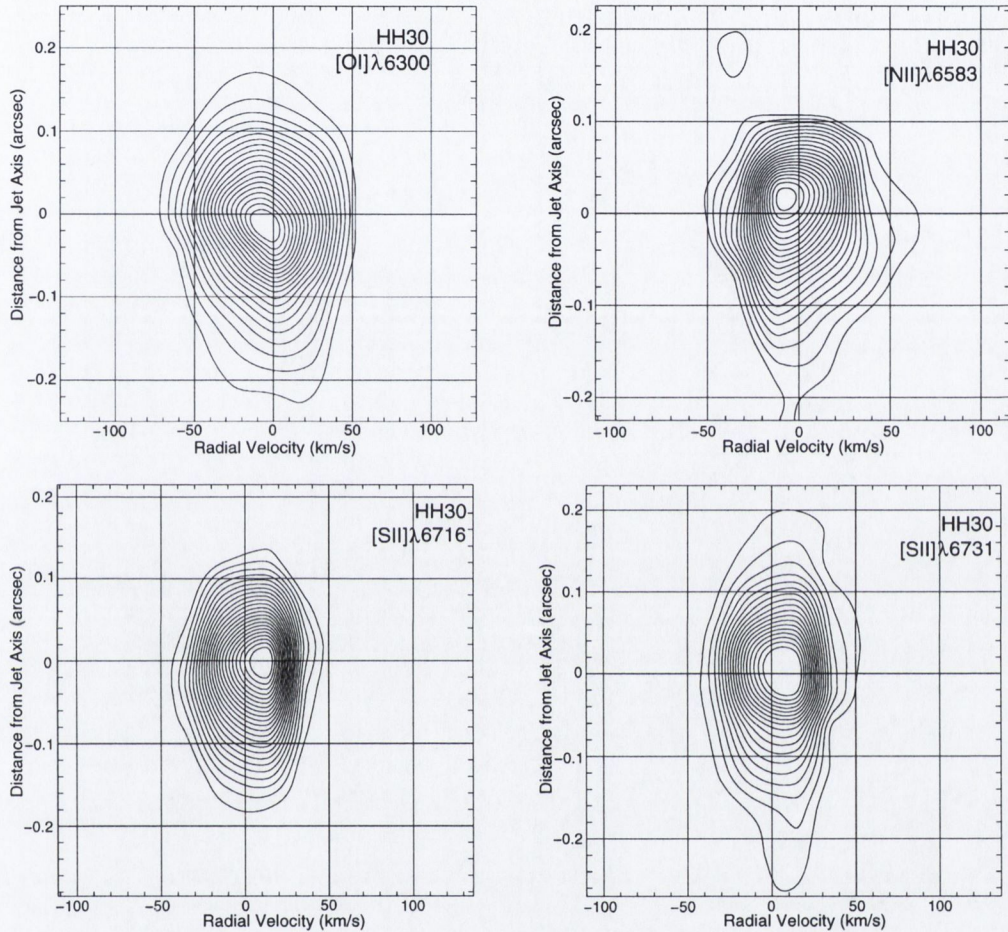 HH30
[OI]λ6300
0.2
0.1
0
−0.1
−0.2
Distance from Jet Axis (arcsec)
−100
−50
0
50
100
Radial Velocity (km/s)
HH30
[NII]λ6583
0.2
0.1
0
−0.1
−0.2
Distance from Jet Axis (arcsec)
−100
−50
0
50
100
Radial Velocity (km/s)
HH30
[SII]λ6716
0.2
0.1
0
−0.1
−0.2
Distance from Jet Axis (arcsec)
−100
−50
0
50
100
Radial Velocity (km/s)
HH30
[SII]λ6731
0.2
0.1
0
−0.1
−0.2
Distance from Jet Axis (arcsec)
−100
−50
0
50
100
Radial Velocity (km/s)